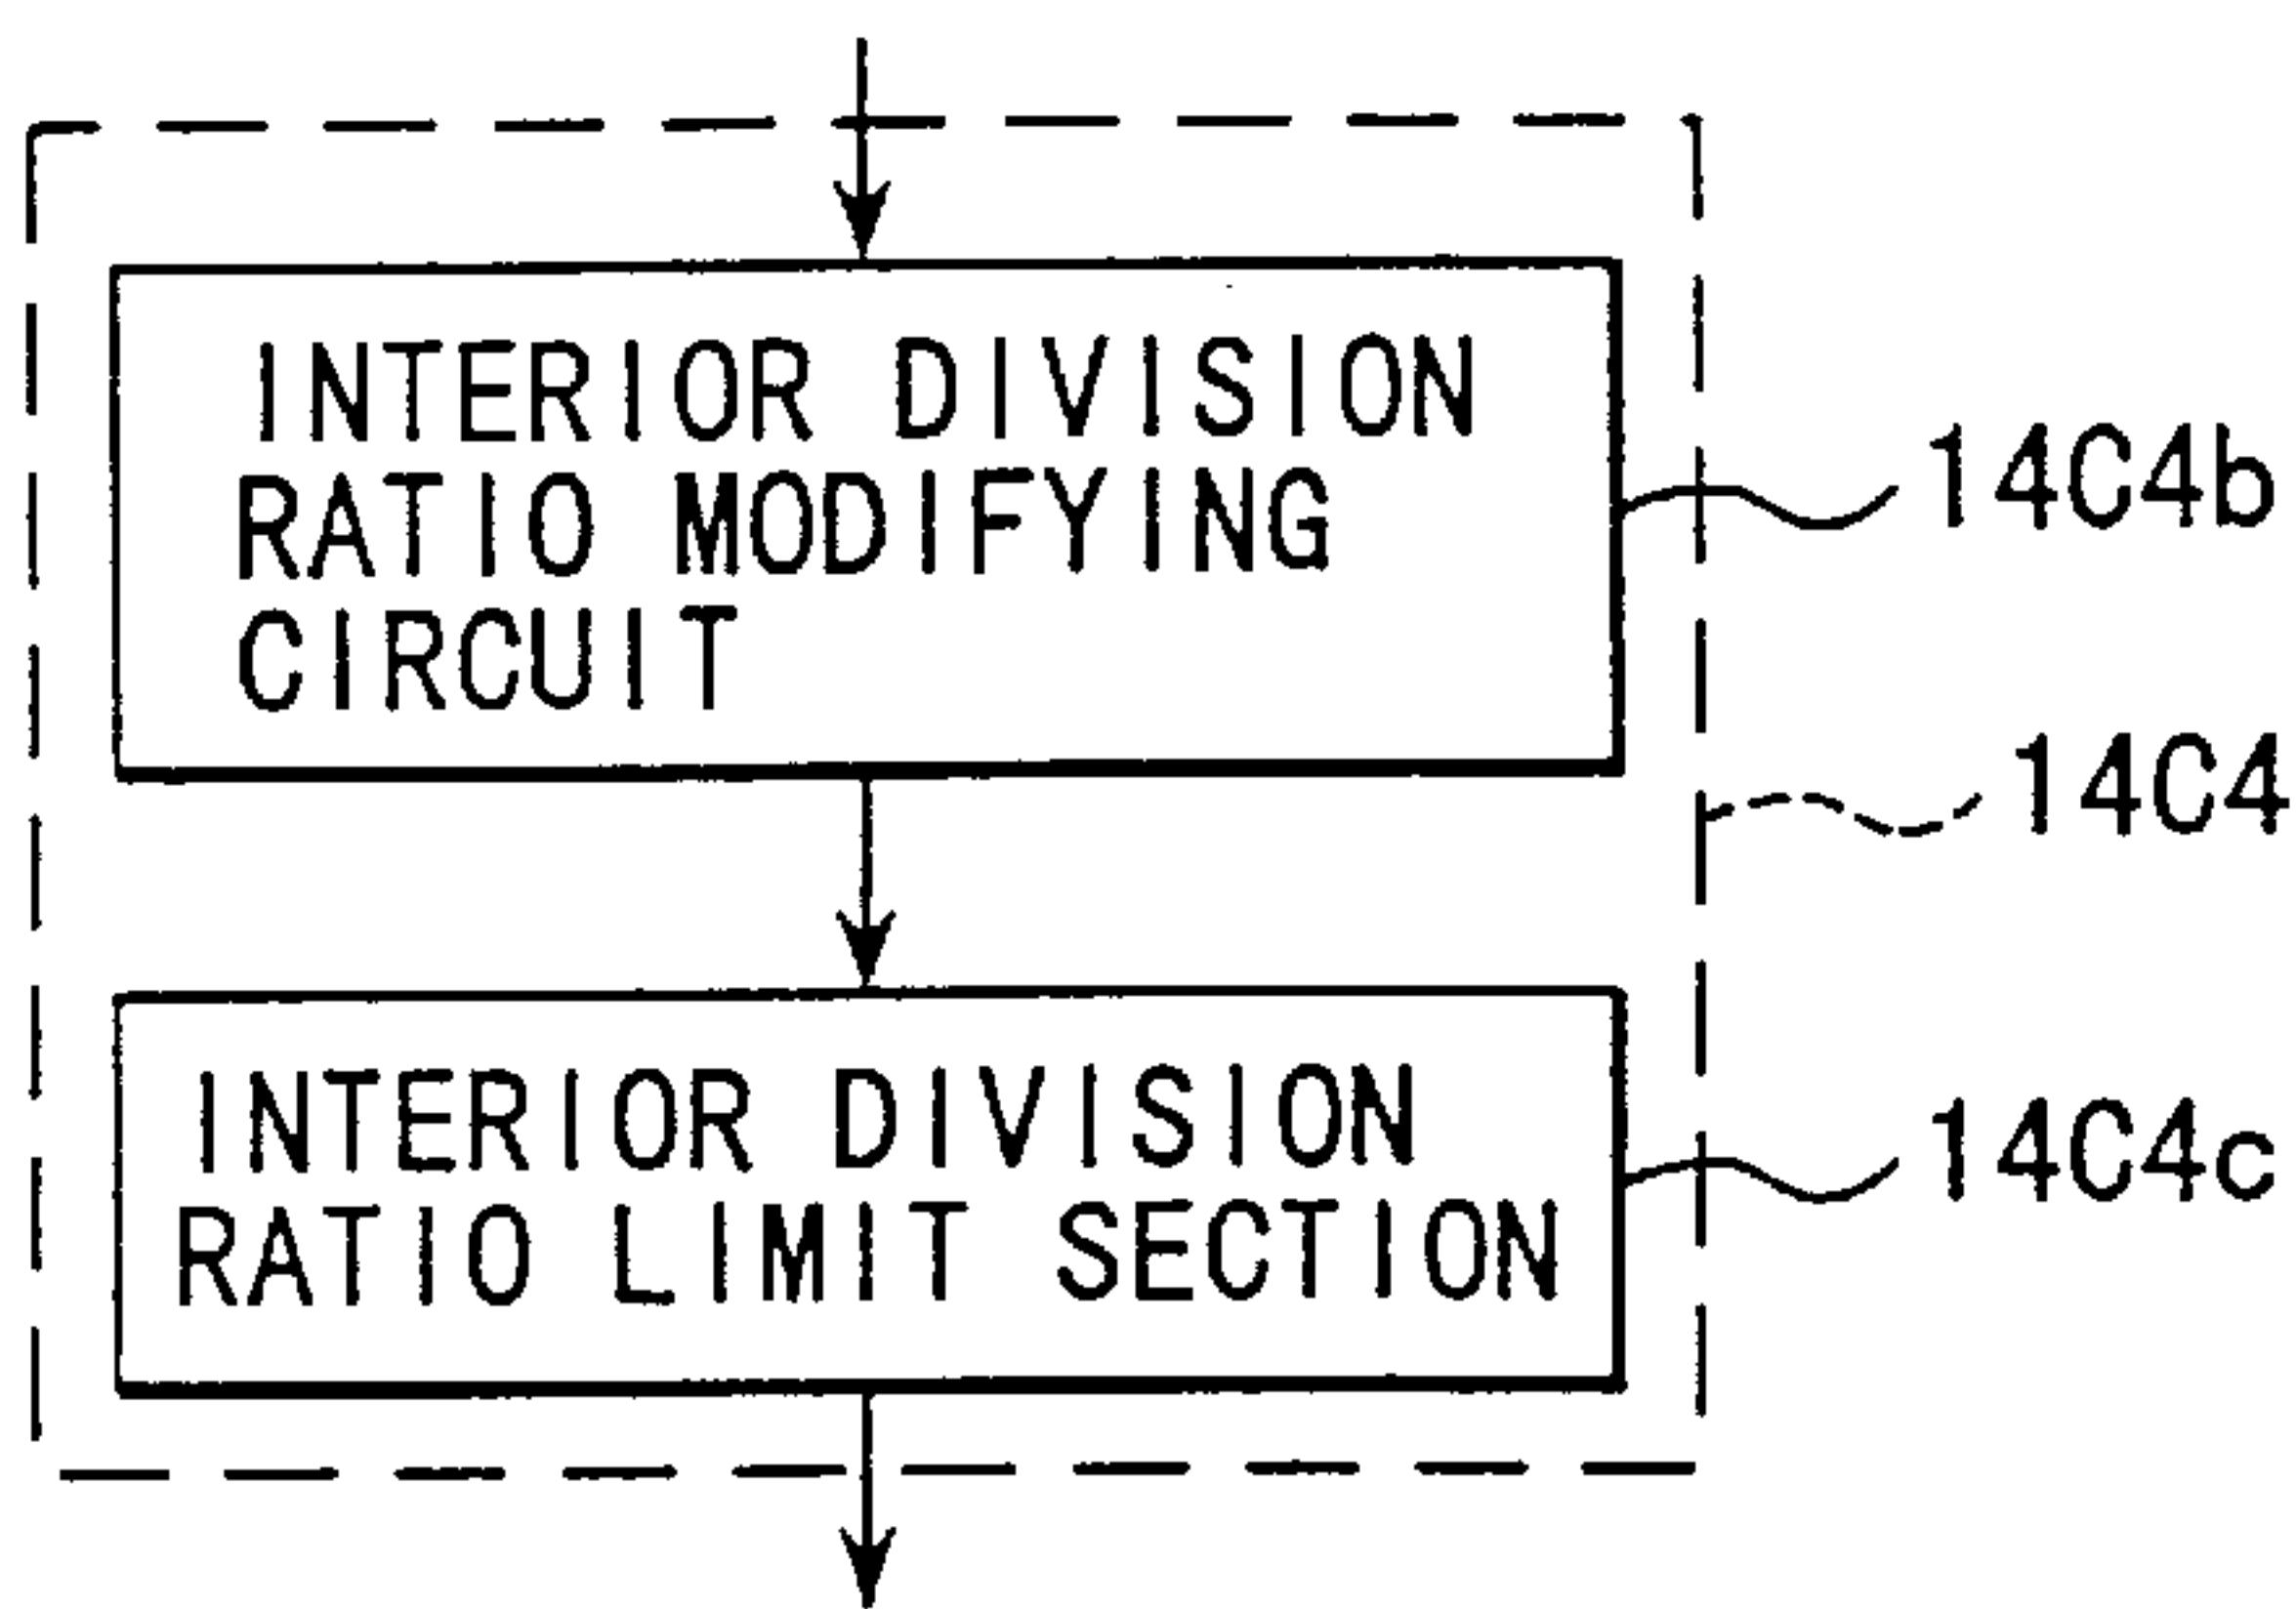 INTERIOR DIVISION
RATIO MODIFYING
CIRCUIT
14C4b
14C4
INTERIOR DIVISION
RATIO LIMIT SECTION
14C4c